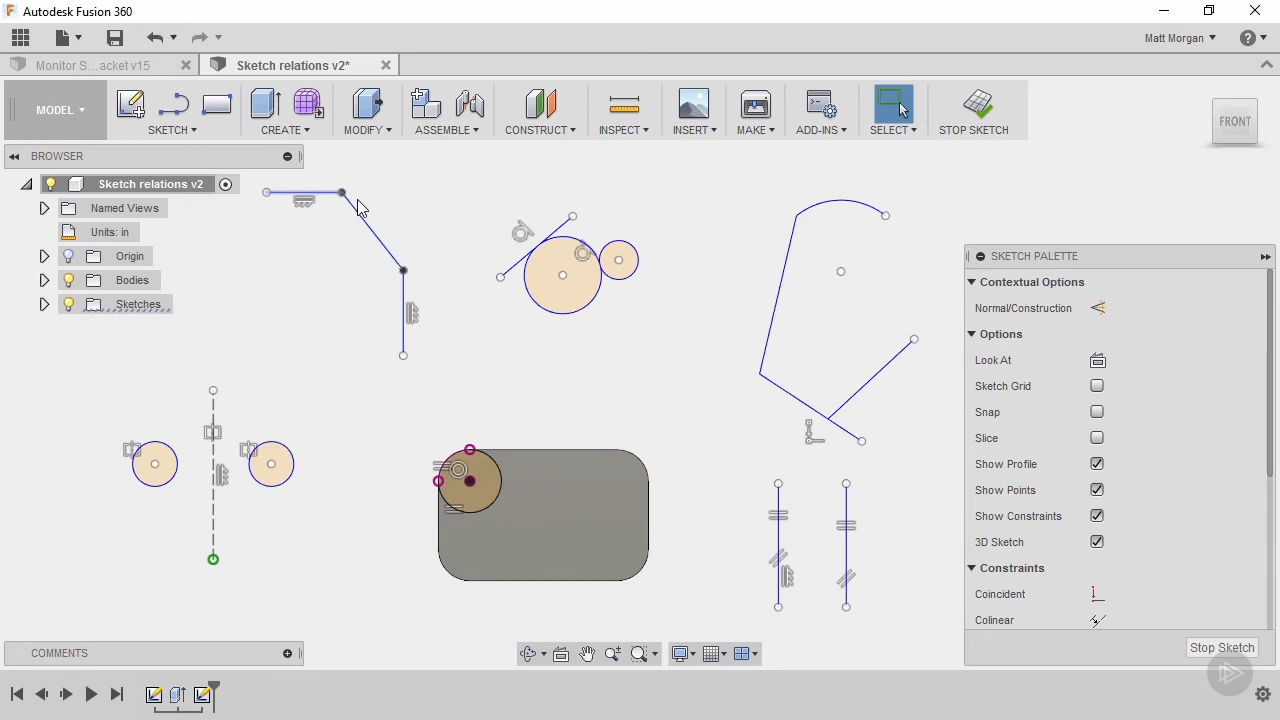 Autodesk Fusion 360
Matt Morgan
Monitor S...acket v15
Sketch relations v2*
MODEL
SKETCH
CREATE
MODIFY
ASSEMBLE
CONSTRUCT
INSPECT
INSERT
MAKE
ADD-INS
SELECT
STOP SKETCH
FRONT
BROWSER
Sketch relations v2
Named Views
Units: in
Origin
Bodies
Sketches
SKETCH PALETTE
Contextual Options
Normal/Construction
Options
Look At
Sketch Grid
Snap
Slice
Show Profile
Show Points
Show Constraints
3D Sketch
Constraints
Coincident
Colinear
Stop Sketch
COMMENTS